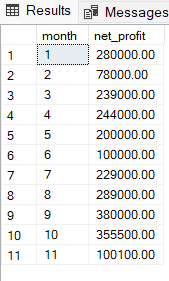 Results Messages
month net_profit
1 1 280000.00
2 2 78000.00
3 3 239000.00
4 4 244000.00
5 5 200000.00
6 6 100000.00
7 7 229000.00
8 8 289000.00
9 9 380000.00
10 10 355500.00
11 11 100100.00